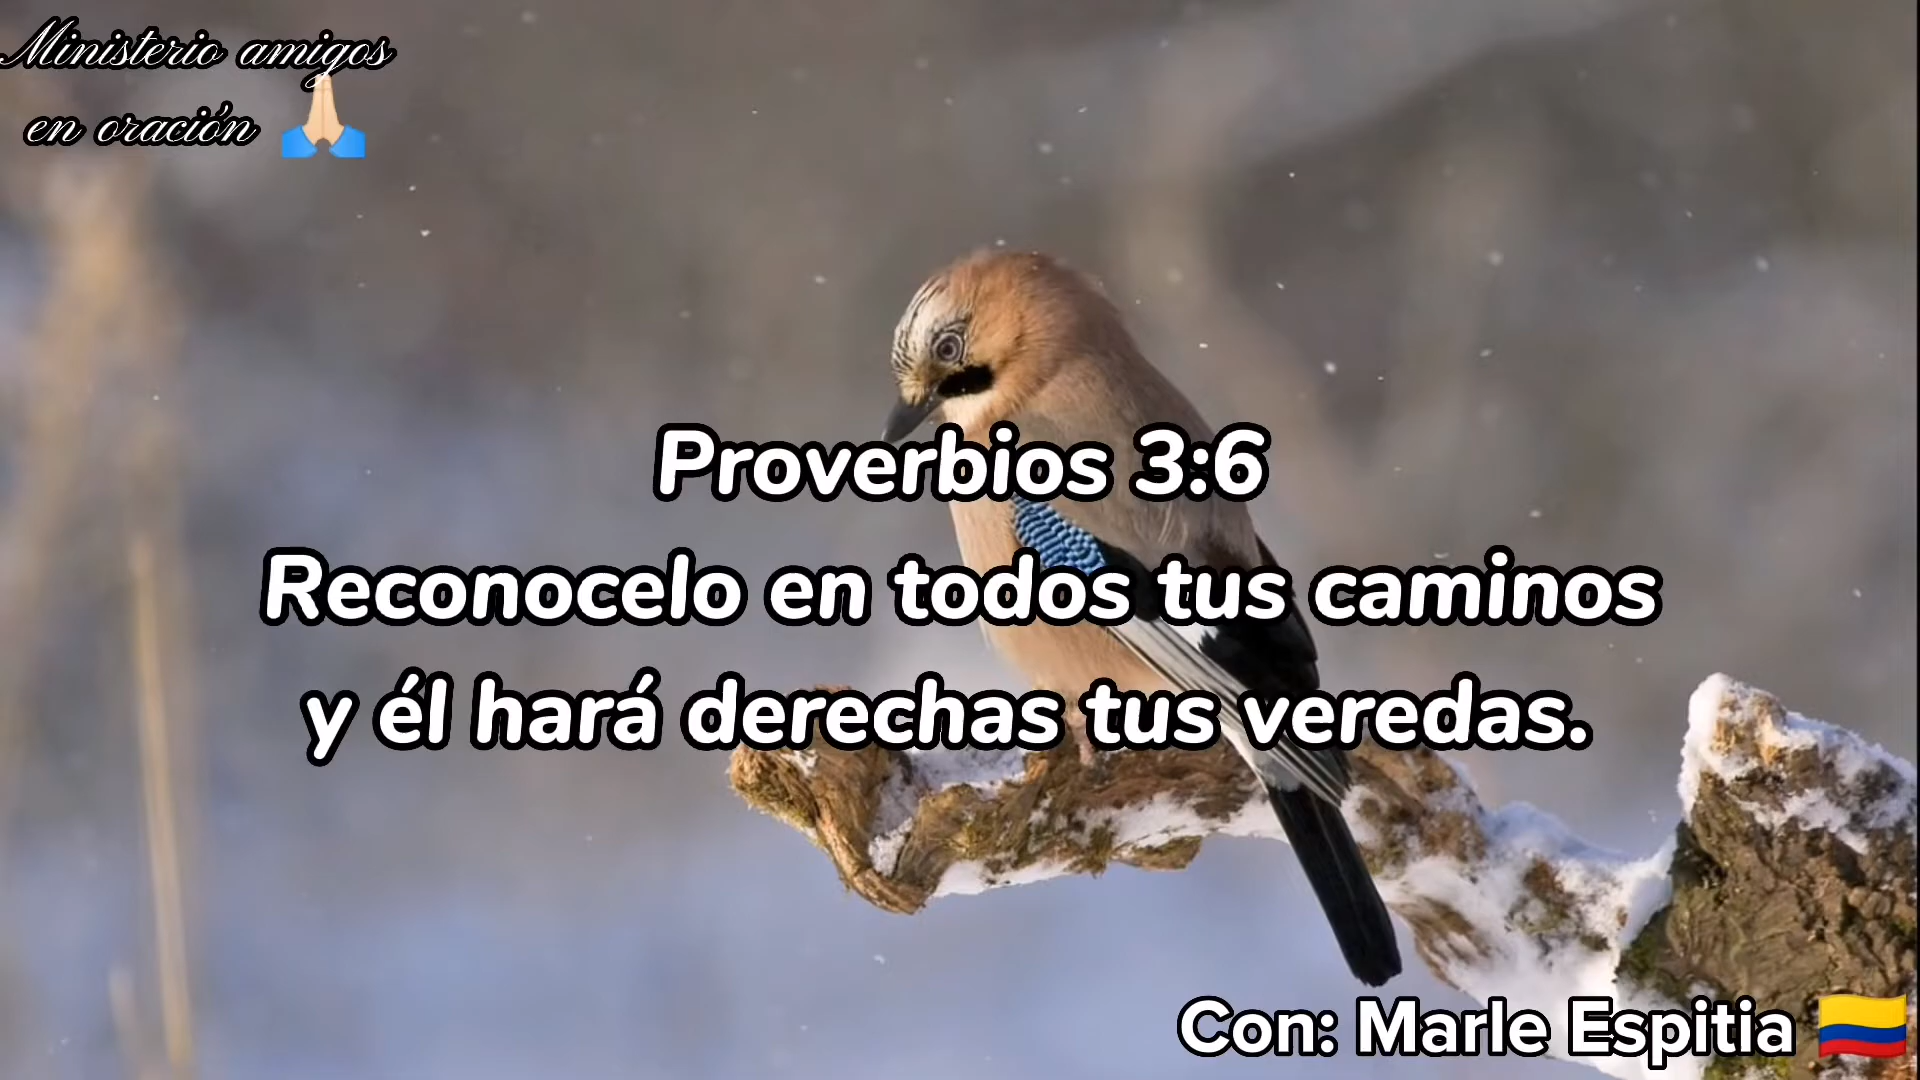 Ministerio amigos
en oración 🙏🏻
Proverbios 3:6
Reconocelo en todos tus caminos
y él hará derechas tus veredas.
Con: Marle Espitia 🇨🇴